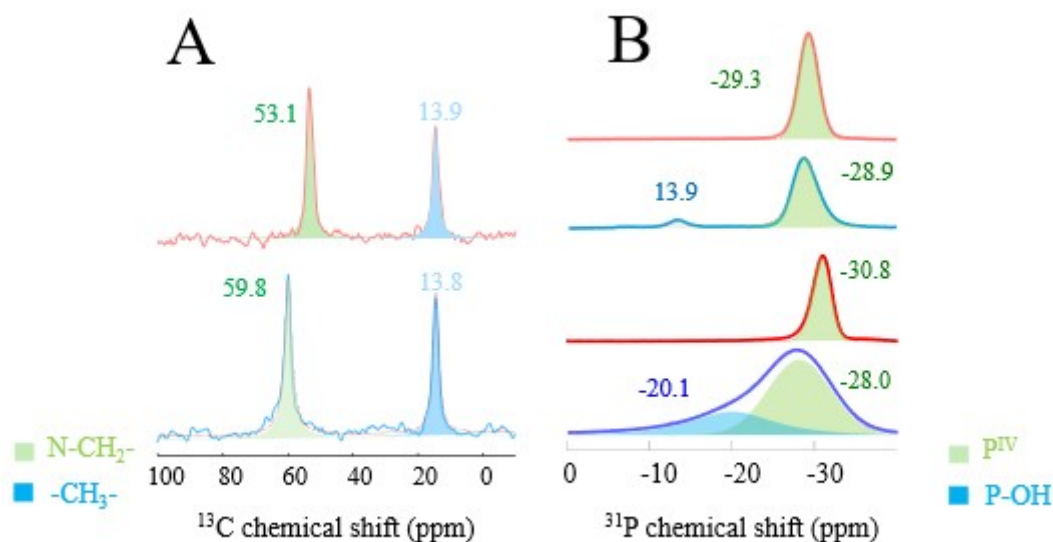 A
53.1
13.9
59.8
13.8
N-CH₂-
-CH₃-
100 80 60 40 20 0
¹³C chemical shift (ppm)
B
-29.3
13.9
-28.9
-30.8
-20.1
-28.0
0 -10 -20 -30
³¹P chemical shift (ppm)
Pᴵⱽ
P-OH